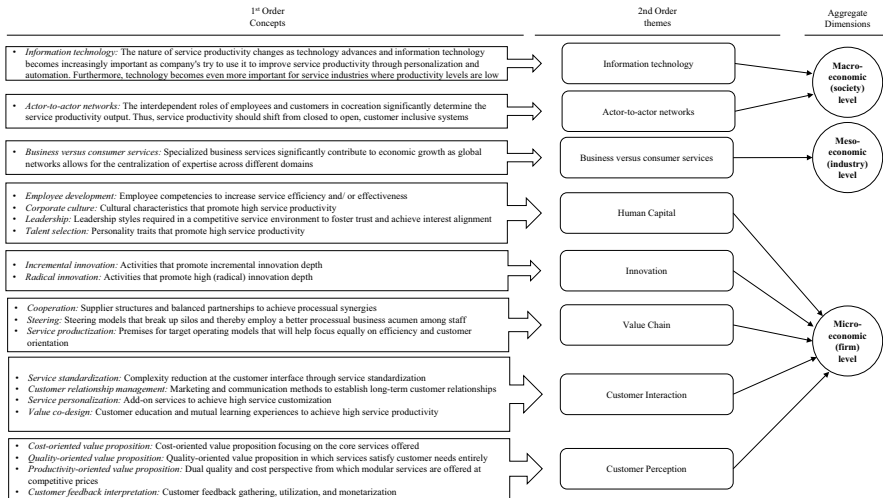 1st Order
Concepts
2nd Order
themes
Aggregate
Dimensions
• Information technology: The nature of service productivity changes as technology advances and information technology
becomes increasingly important as company's try to use it to improve service productivity through personalization and
automation. Furthermore, technology becomes even more important for service industries where productivity levels are low
Information technology
Macro-
economic
(society)
level
• Actor-to-actor networks: The interdependent roles of employees and customers in cocreation significantly determine the
service productivity output. Thus, service productivity should shift from closed to open, customer inclusive systems
Actor-to-actor networks
• Business versus consumer services: Specialized business services significantly contribute to economic growth as global
networks allows for the centralization of expertise across different domains
Business versus consumer services
Meso-
economic
(industry)
level
• Employee development: Employee competencies to increase service efficiency and/ or effectiveness
• Corporate culture: Cultural characteristics that promote high service productivity
• Leadership: Leadership styles required in a competitive service environment to foster trust and achieve interest alignment
• Talent selection: Personality traits that promote high service productivity
Human Capital
• Incremental innovation: Activities that promote incremental innovation depth
• Radical innovation: Activities that promote high (radical) innovation depth
Innovation
• Cooperation: Supplier structures and balanced partnerships to achieve processual synergies
• Steering: Steering models that break up silos and thereby employ a better processual business acumen among staff
• Service productization: Premises for target operating models that will help focus equally on efficiency and customer
orientation
Value Chain
Micro-
economic
(firm)
level
• Service standardization: Complexity reduction at the customer interface through service standardization
• Customer relationship management: Marketing and communication methods to establish long-term customer relationships
• Service personalization: Add-on services to achieve high service customization
• Value co-design: Customer education and mutual learning experiences to achieve high service productivity
Customer Interaction
• Cost-oriented value proposition: Cost-oriented value proposition focusing on the core services offered
• Quality-oriented value proposition: Quality-oriented value proposition in which services satisfy customer needs entirely
• Productivity-oriented value proposition: Dual quality and cost perspective from which modular services are offered at
competitive prices
• Customer feedback interpretation: Customer feedback gathering, utilization, and monetarization
Customer Perception